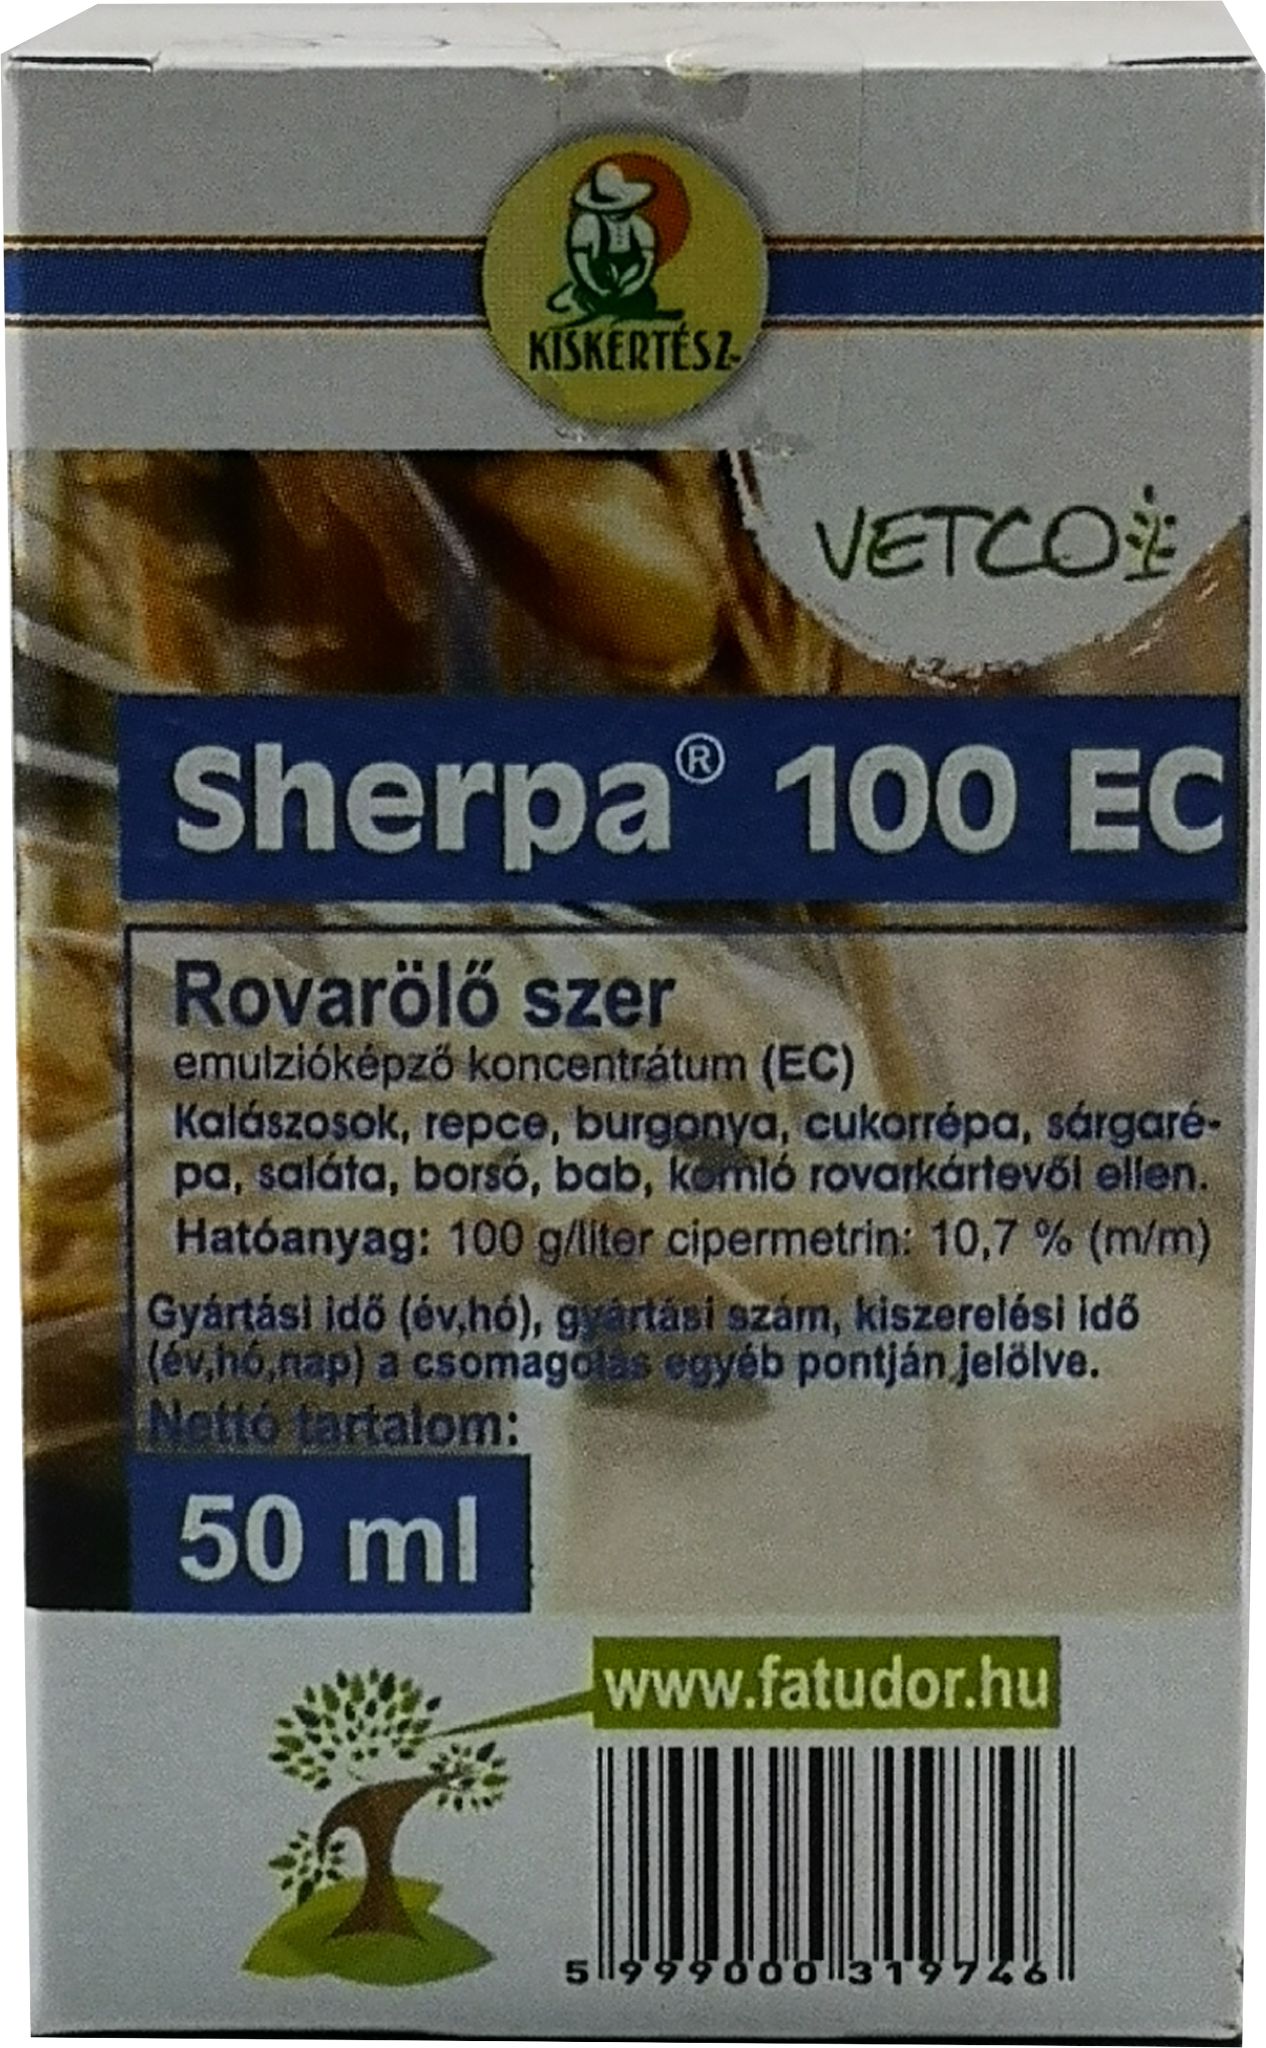 KISKERTÉSZ
VETCO
Sherpa® 100 EC
Rovarölő szer
emulzióképző koncentrátum (EC)
Kalászosok, repce, burgonya, cukorrépa, sárgaré-
pa, saláta, borsó, bab, komló rovarkártevői ellen.
Hatóanyag: 100 g/liter cipermetrin: 10,7 % (m/m)
Gyártási idő (év,hó), gyártási szám, kiszerelési idő
(év,hó,nap) a csomagolás egyéb pontján jelölve.
Nettó tartalom:
50 ml
www.fatudor.hu
5 999000 319746